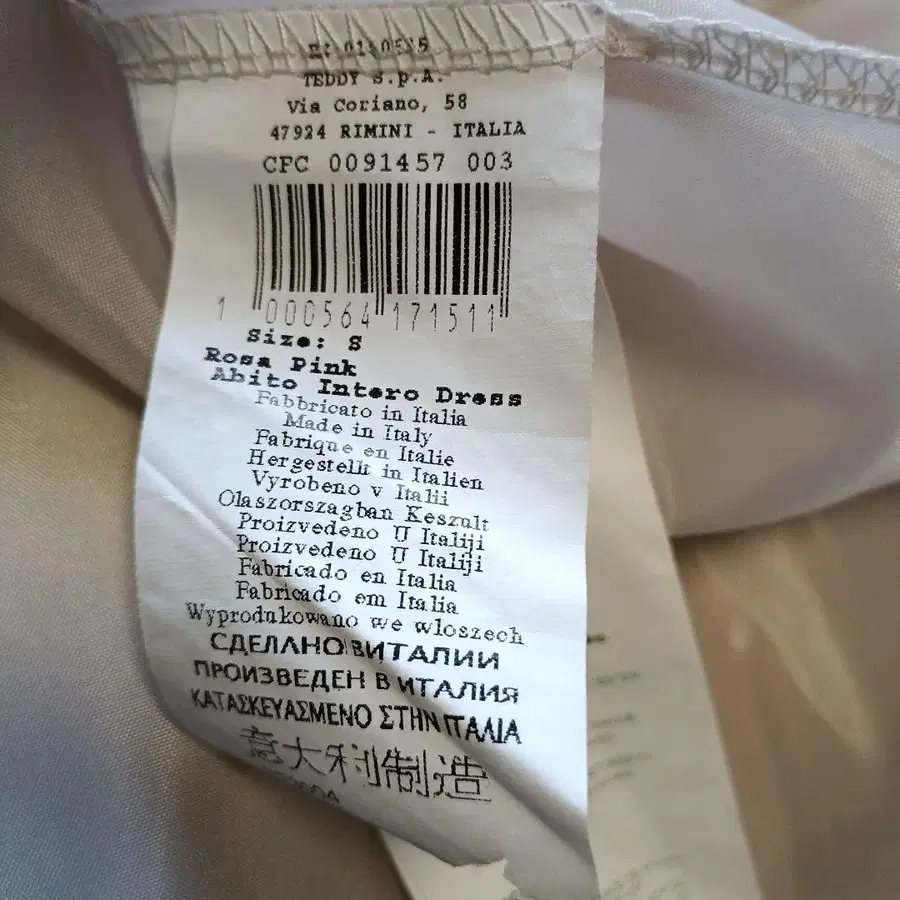 TEDDY S.p.A.
Via Coriano, 58
47924 RIMINI - ITALIA
CFC 0091457 003
1 000564 171511
Size: S
Rosa Pink
Abito Intero Dress
Fabbricato in Italia
Made in Italy
Fabrique en Italie
Hergestellt in Italien
Vyrobeno v Italii
Olaszorszagban Keszult
Proizvedeno U Italiji
Proizvedeno U Italiji
Fabricado en Italia
Fabricado em Italia
Wyprodukowano we wloszech
СДЕЛАНО В ИТАЛИИ
ПРОИЗВЕДЕН В ИТАЛИЯ
ΚΑΤΑΣΚΕΥΑΣΜΕΝΟ ΣΤΗΝ ΙΤΑΛΙΑ
意大利制造